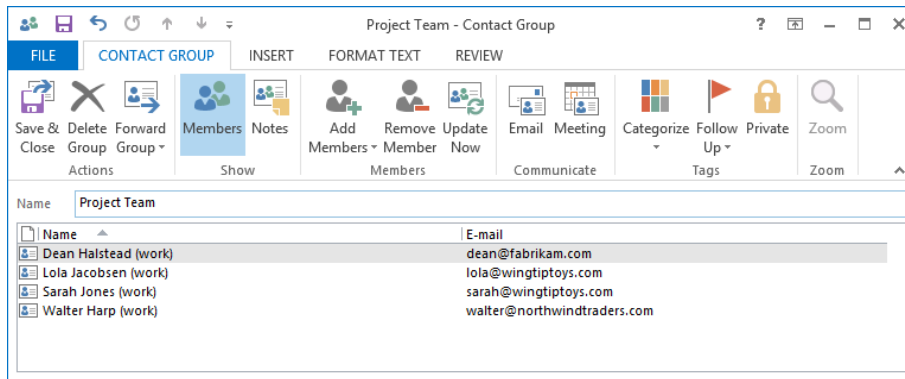 Project Team - Contact Group
?
FILE CONTACT GROUP INSERT FORMAT TEXT REVIEW
Save & Delete Forward Members Notes Add Remove Update Email Meeting Categorize Follow Private Zoom
Close Group Group Members Member Now Up
Actions Show Members Communicate Tags Zoom
Name Project Team
Name E-mail
Dean Halstead (work) dean@fabrikam.com
Lola Jacobsen (work) lola@wingtiptoys.com
Sarah Jones (work) sarah@wingtiptoys.com
Walter Harp (work) walter@northwindtraders.com